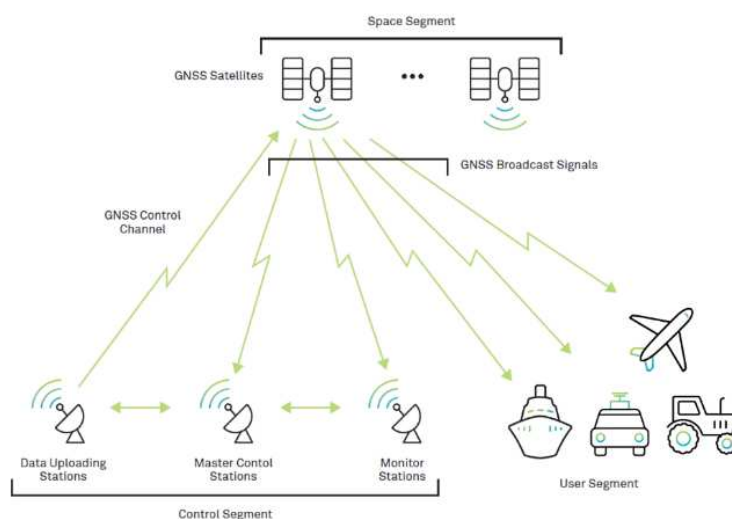 Space Segment
GNSS Satellites
GNSS Broadcast Signals
GNSS Control
Channel
Data Uploading
Stations
Master Contol
Stations
Monitor
Stations
User Segment
Control Segment